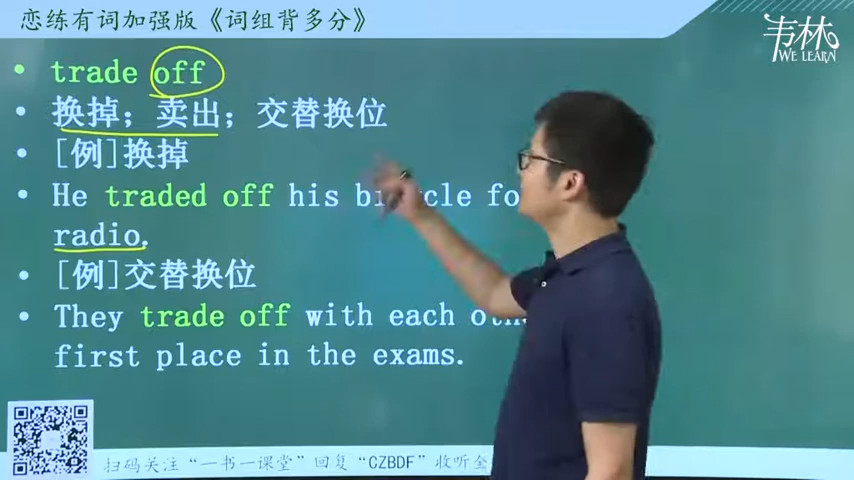 恋练有词加强版《词组背多分》
韦林
WE LEARN
• trade off
• 换掉；卖出；交替换位
• [例]换掉
• He traded off his bicycle fo
radio.
• [例]交替换位
• They trade off with each oth
first place in the exams.
扫码关注“一书一课堂”回复“CZBDF”收听全